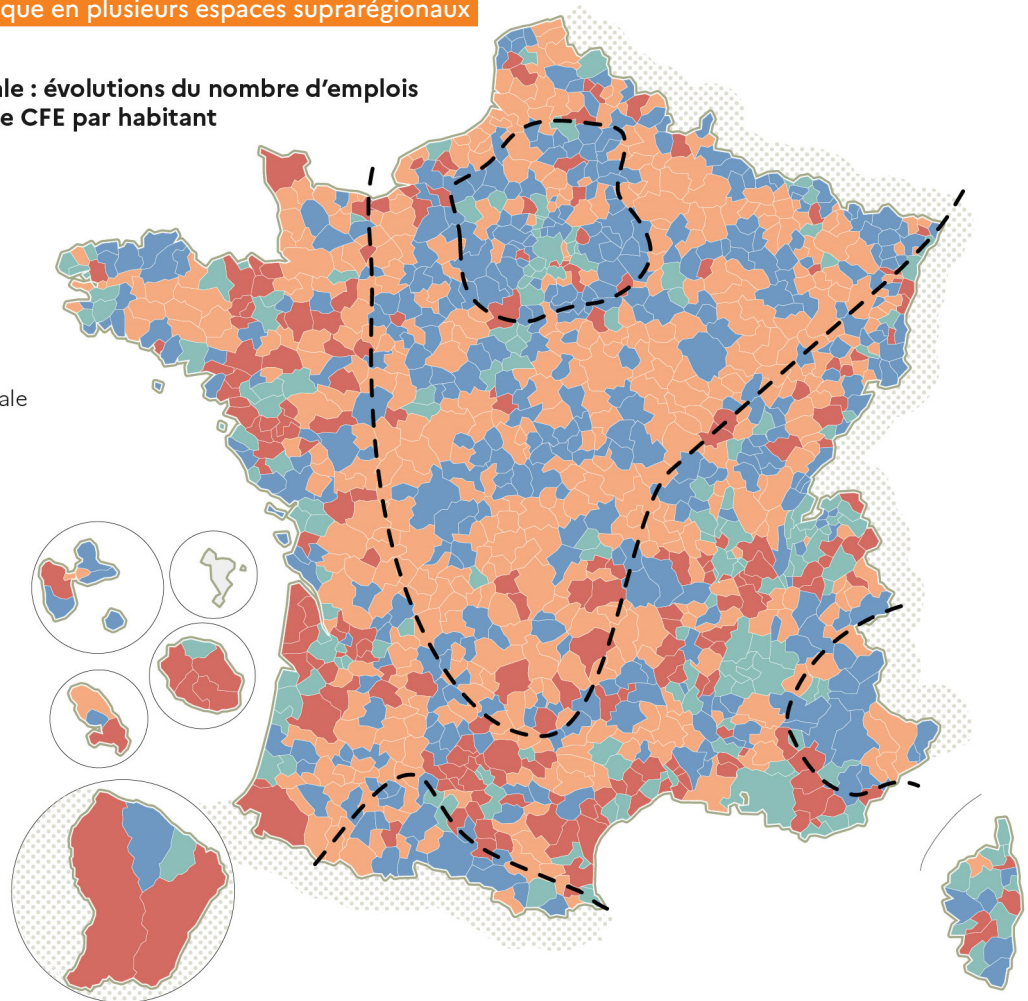 que en plusieurs espaces suprarégionaux
ale : évolutions du nombre d’emplois
e CFE par habitant
ale